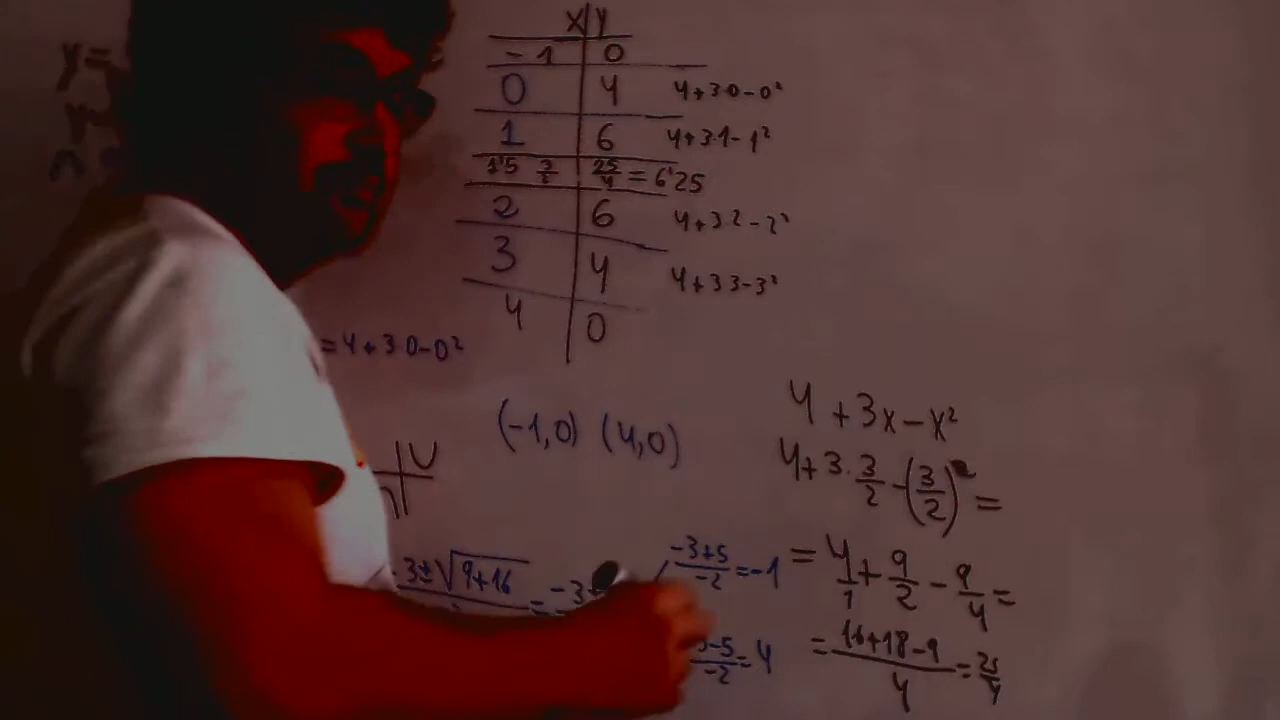 y=
x | y
-1 | 0
0 | 4 4+3·0-0²
1 | 6 4+3·1-1²
1'5 3/2 | 25/4 = 6'25
2 | 6 4+3·2-2²
3 | 4 4+3·3-3²
4 | 0
=4+3·0-0²
(-1,0) (4,0)
4+3x-x²
4+3·3/2-(3/2)²=
=4/1+9/2-9/4=
=(16+18-9)/4=25/4
-3±√(9+16) = -3
(-3+5)/-2=-1
-5/-2=4